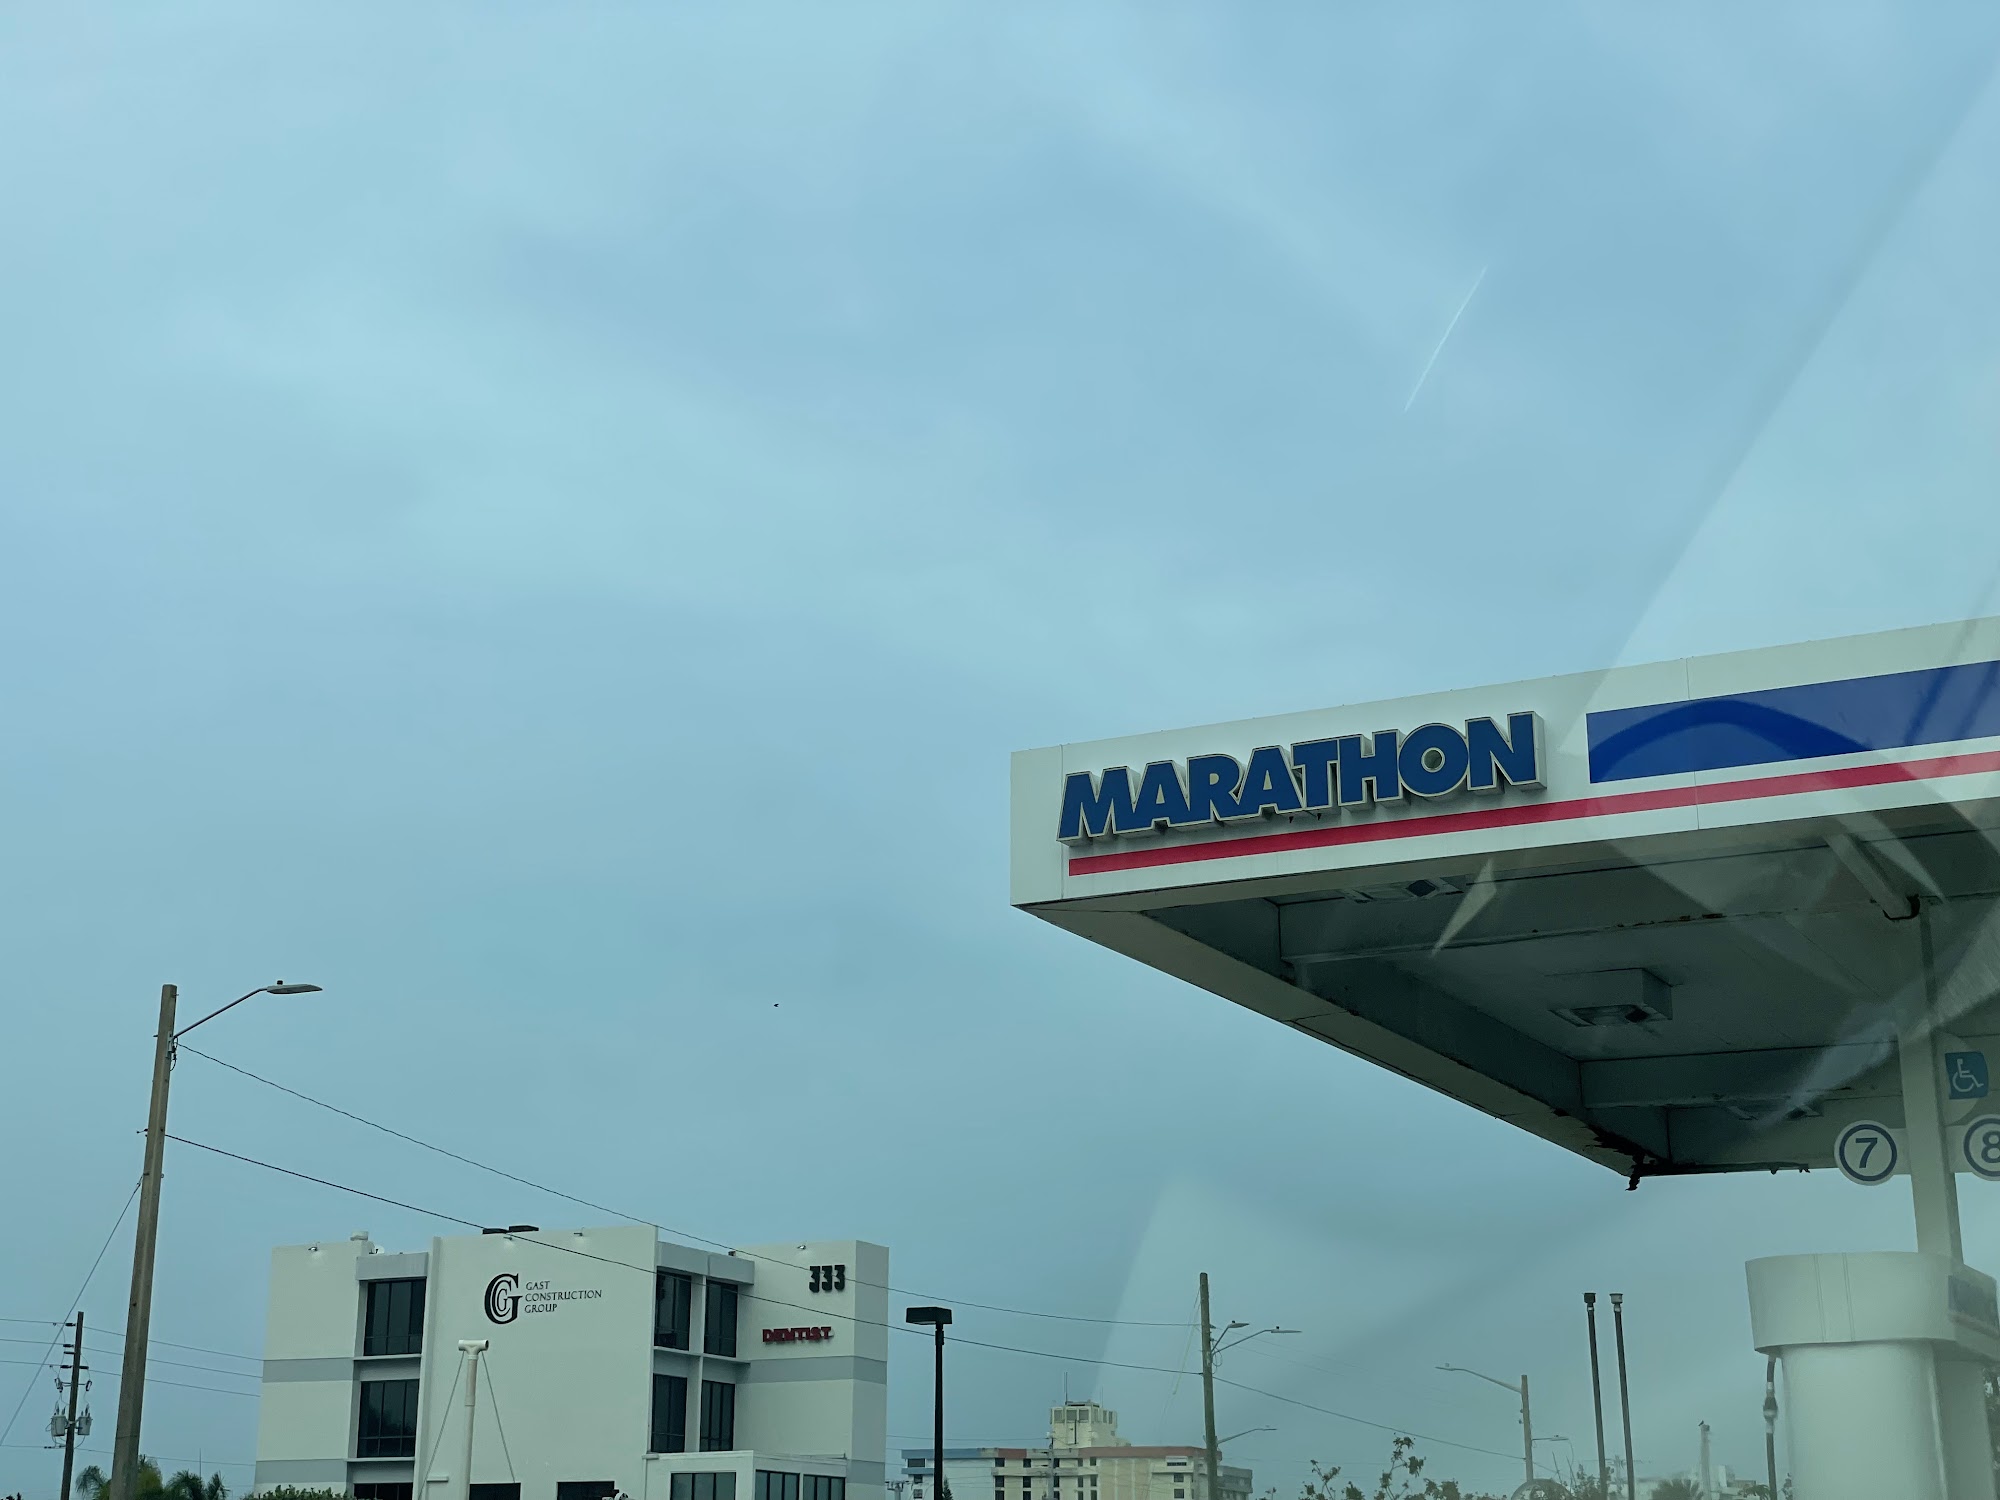 MARATHON
7
8
GAST
CONSTRUCTION
GROUP
333
DENTIST